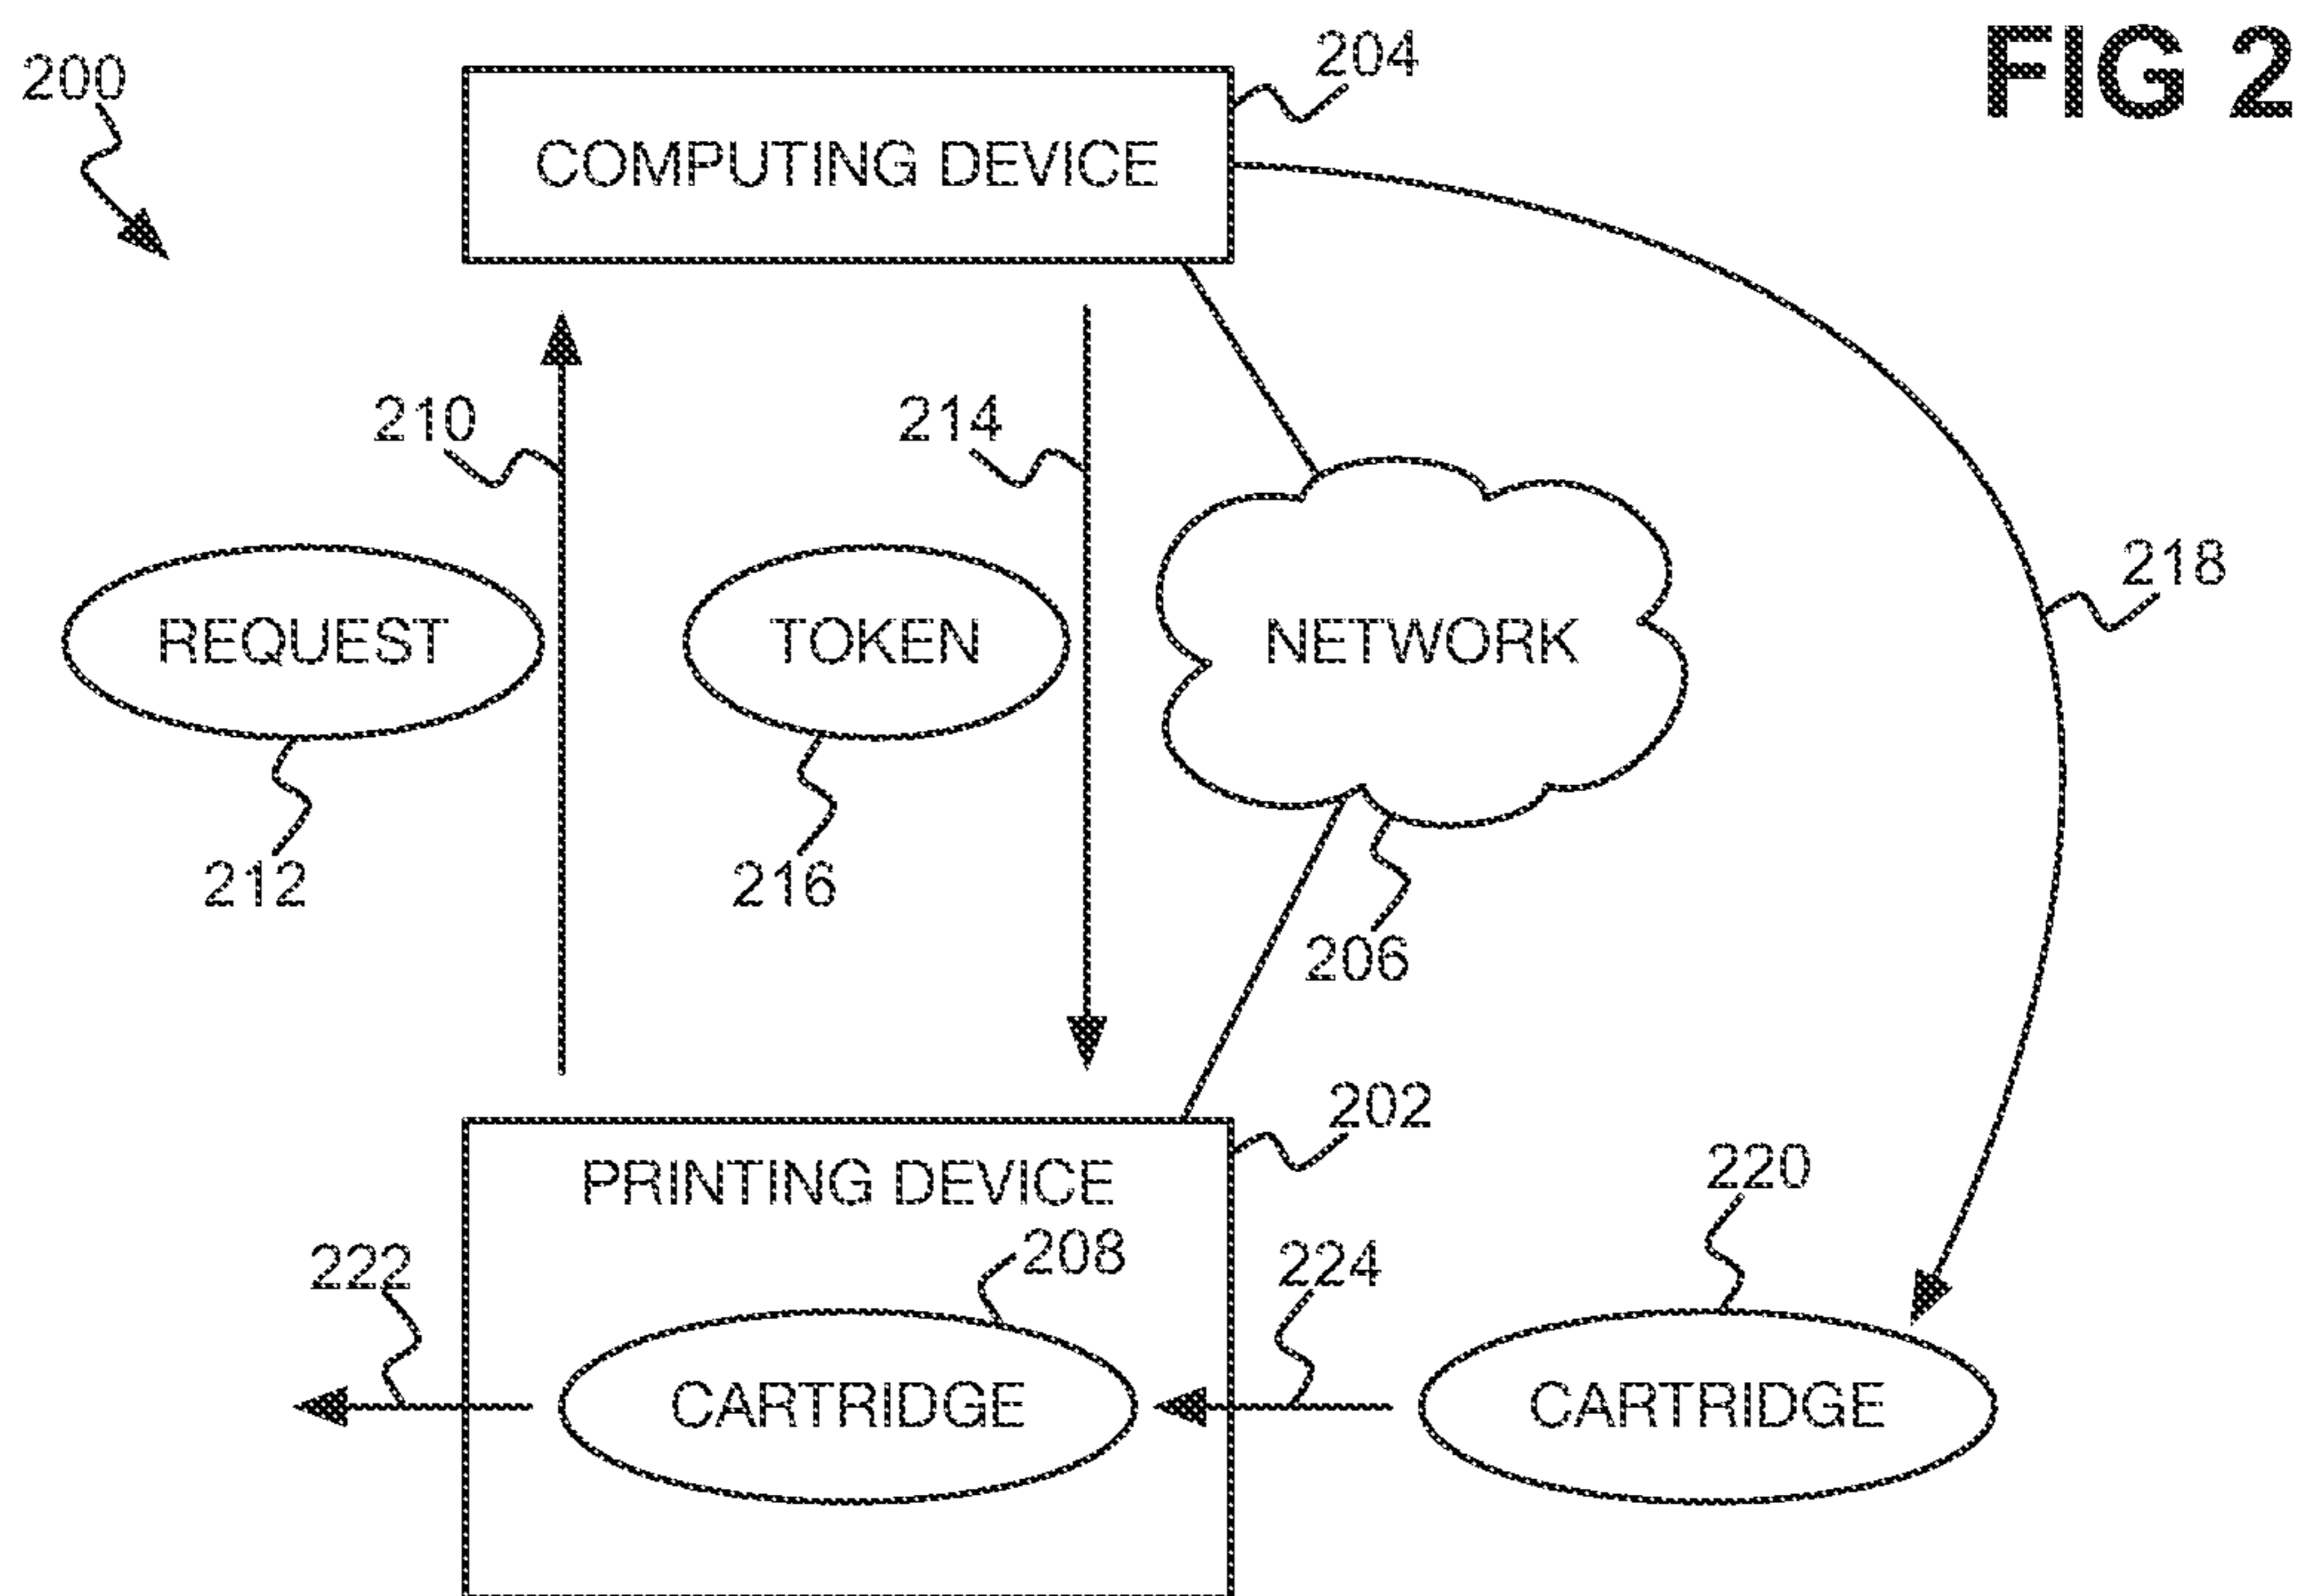 FIG 2
200
204
COMPUTING DEVICE
210
214
218
REQUEST
TOKEN
NETWORK
212
216
206
202
PRINTING DEVICE
220
222
208
224
CARTRIDGE
CARTRIDGE